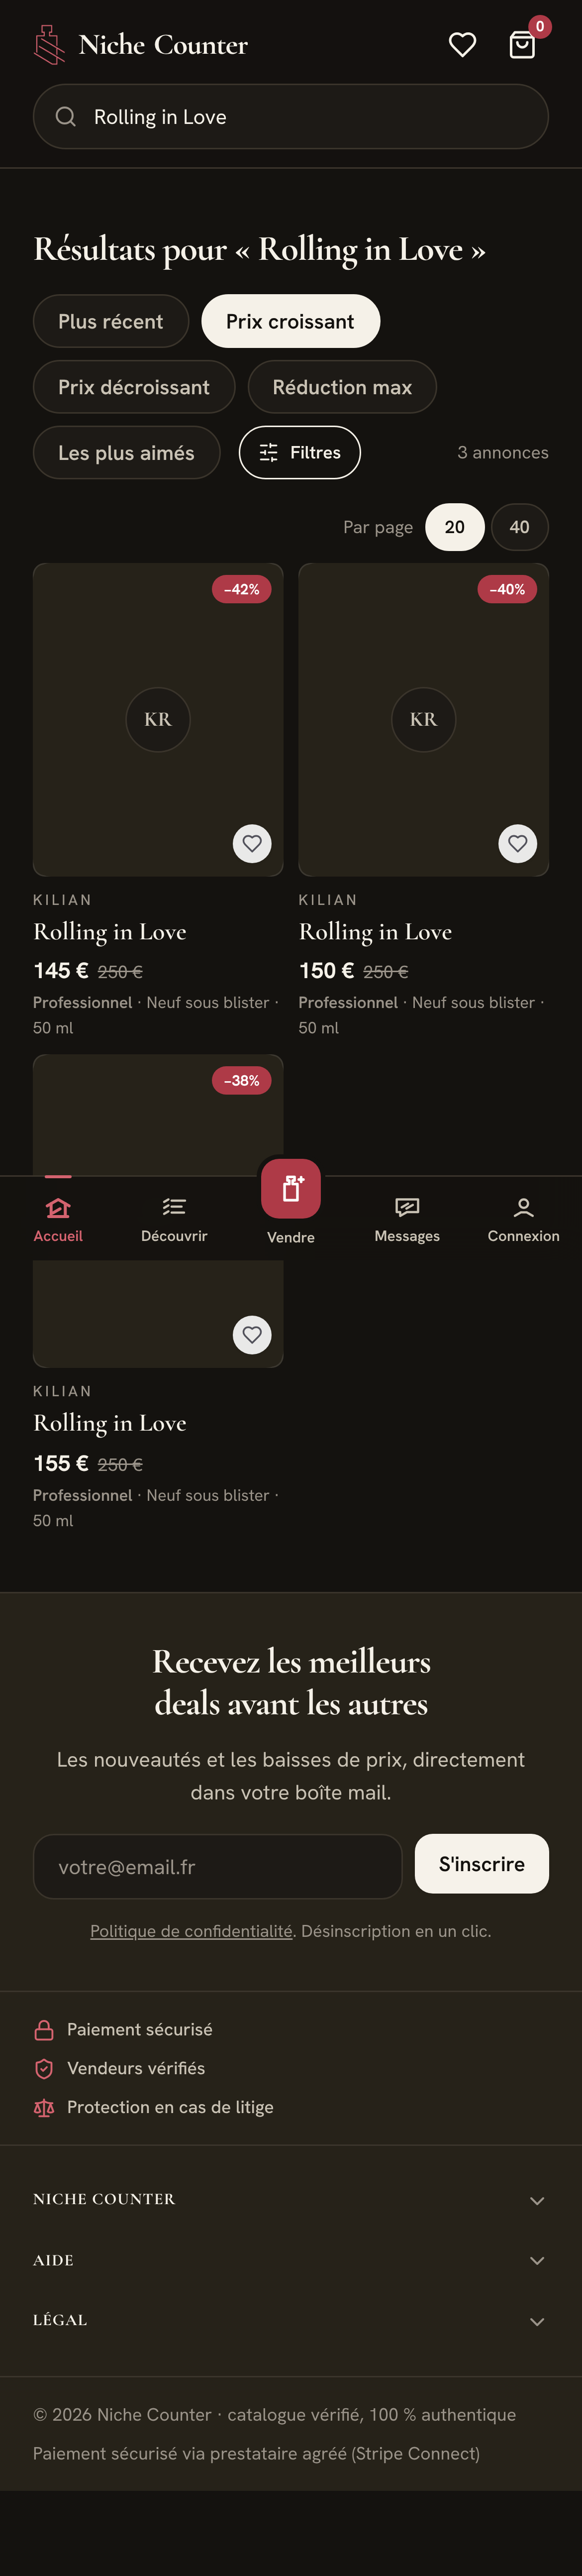 Niche Counter
0
Rolling in Love
Résultats pour « Rolling in Love »
Plus récent
Prix croissant
Prix décroissant
Réduction max
Les plus aimés
Filtres
3 annonces
Par page
20
40
−42%
−40%
KR
KR
KILIAN
KILIAN
Rolling in Love
Rolling in Love
145 € 250 €
150 € 250 €
Professionnel · Neuf sous blister ·
50 ml
Professionnel · Neuf sous blister ·
50 ml
−38%
Accueil
Découvrir
Vendre
Messages
Connexion
KILIAN
Rolling in Love
155 € 250 €
Professionnel · Neuf sous blister ·
50 ml
Recevez les meilleurs
deals avant les autres
Les nouveautés et les baisses de prix, directement
dans votre boîte mail.
votre@email.fr
S'inscrire
Politique de confidentialité. Désinscription en un clic.
Paiement sécurisé
Vendeurs vérifiés
Protection en cas de litige
NICHE COUNTER
AIDE
LÉGAL
© 2026 Niche Counter · catalogue vérifié, 100 % authentique
Paiement sécurisé via prestataire agréé (Stripe Connect)